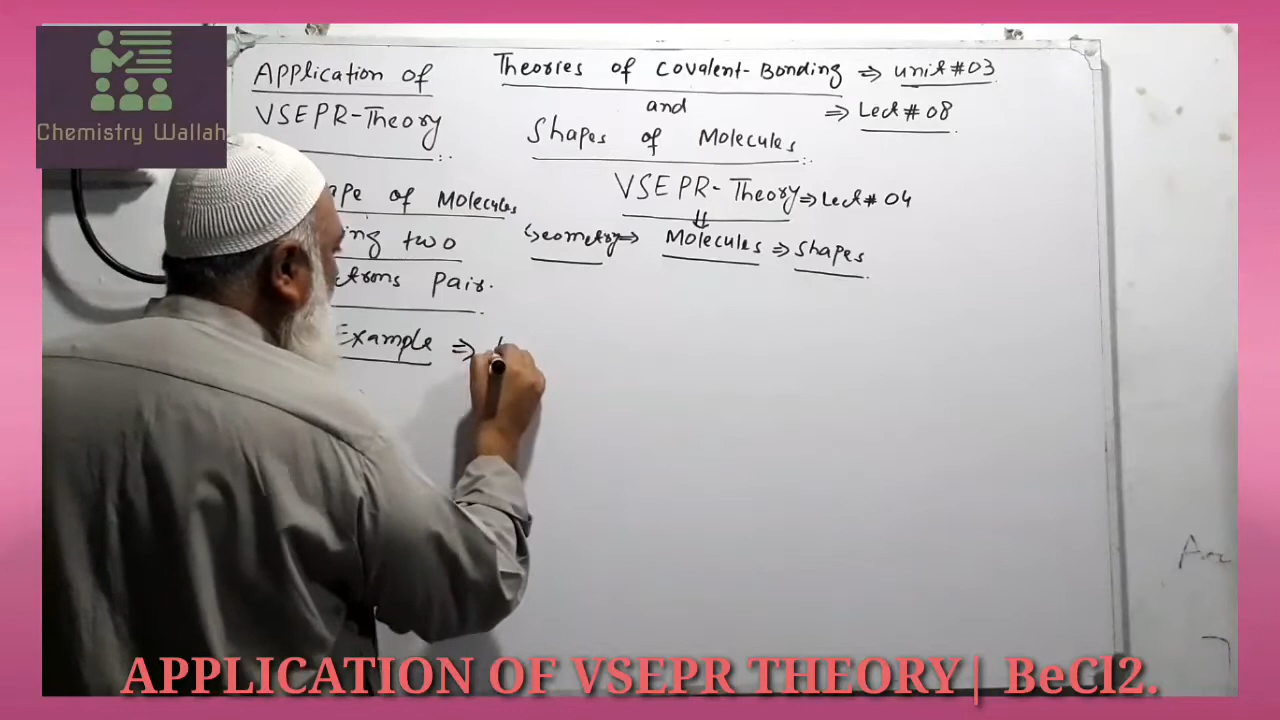 Chemistry Wallah
Application of
VSEPR-Theory
Theories of Covalent-Bonding ⇒ unit # 03
and
⇒ Lect # 08
Shapes of Molecules
VSEPR-Theory ⇒ Lect # 04
of Molecules
two
Geometry ⇒ Molecules ⇒ Shapes
Pair.
Example ⇒
APPLICATION OF VSEPR THEORY| BeCl2.